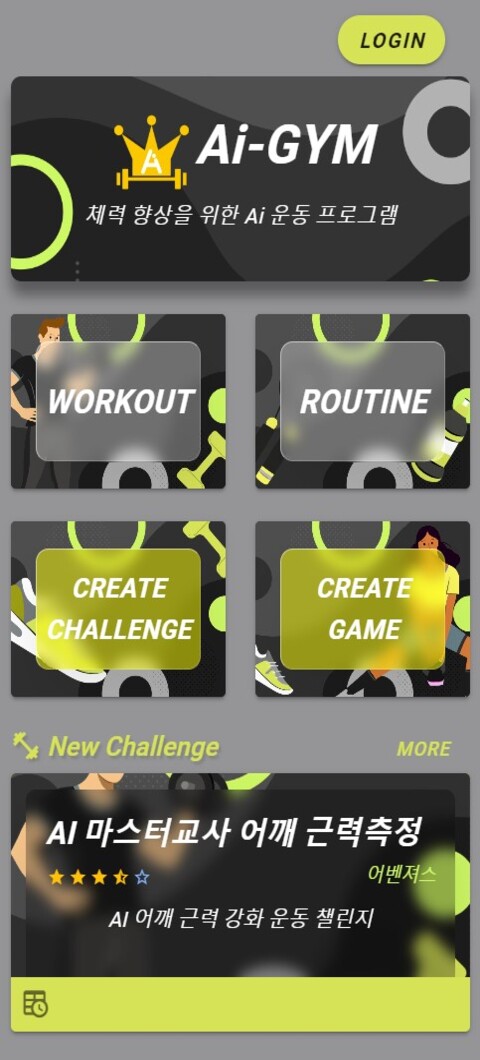 LOGIN
A
Ai-GYM
체력 향상을 위한 Ai 운동 프로그램
WORKOUT
ROUTINE
CREATE
CHALLENGE
CREATE
GAME
New Challenge
MORE
AI 마스터교사 어깨 근력측정
어벤져스
AI 어깨 근력 강화 운동 챌린지